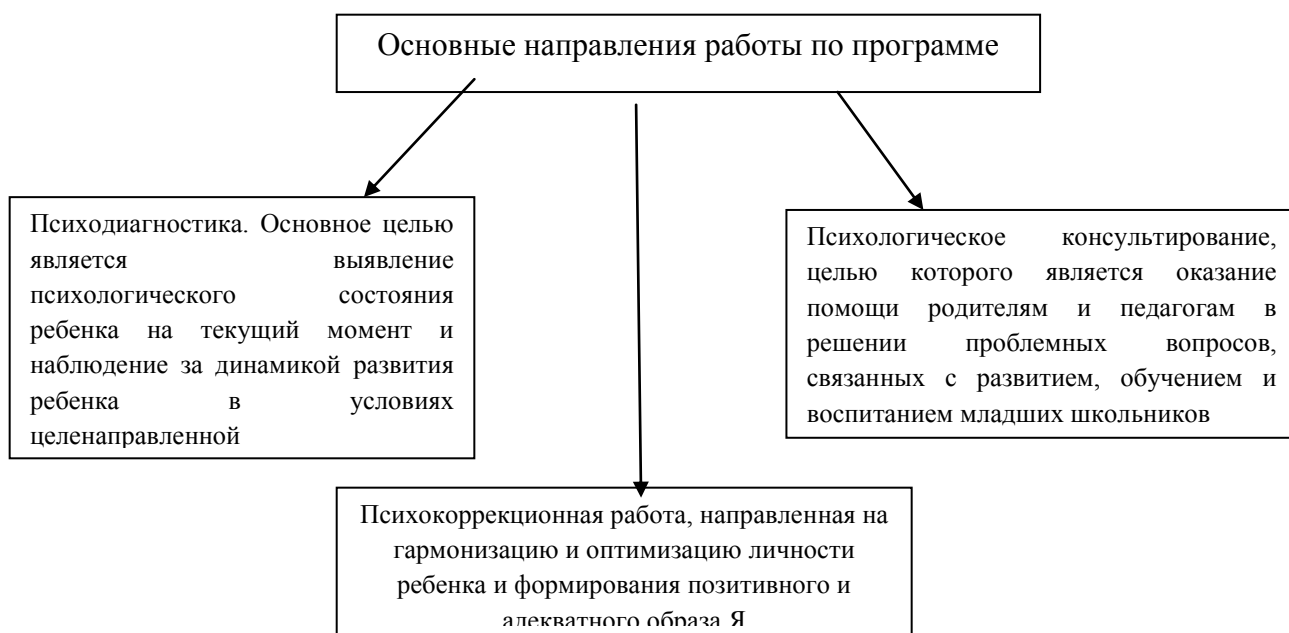 Основные направления работы по программе
Психодиагностика. Основное целью
является выявление
психологического состояния
ребенка на текущий момент и
наблюдение за динамикой развития
ребенка в условиях
целенаправленной
Психологическое консультирование,
целью которого является оказание
помощи родителям и педагогам в
решении проблемных вопросов,
связанных с развитием, обучением и
воспитанием младших школьников
Психокоррекционная работа, направленная на
гармонизацию и оптимизацию личности
ребенка и формирования позитивного и
адекватного образа Я